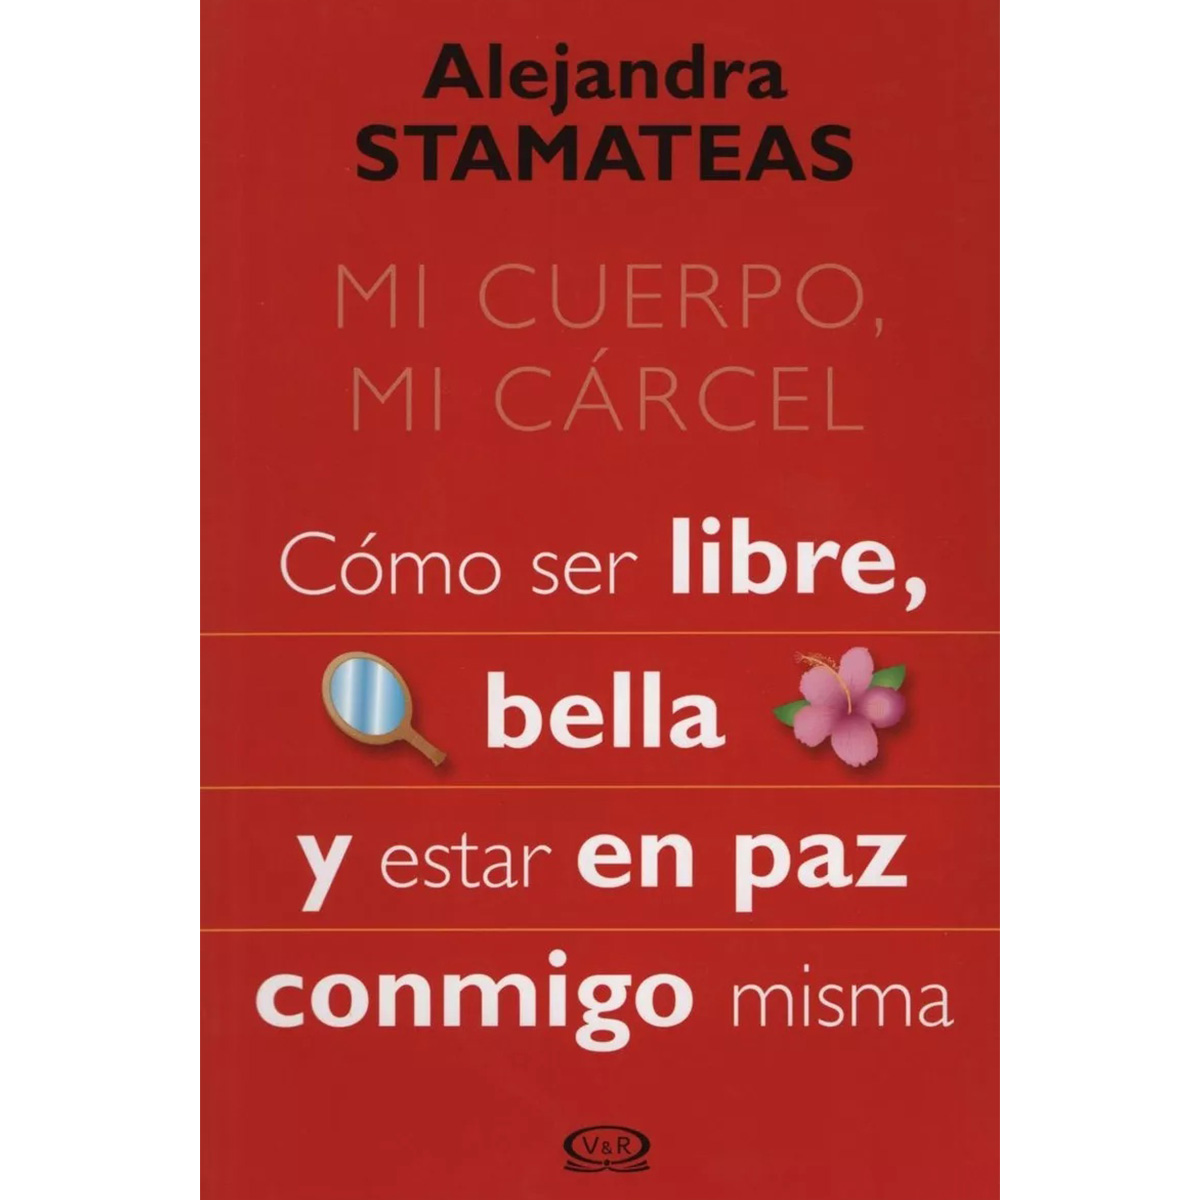 Alejandra
STAMATEAS
MI CUERPO,
MI CÁRCEL
Cómo ser libre,
bella
y estar en paz
conmigo misma
V&R